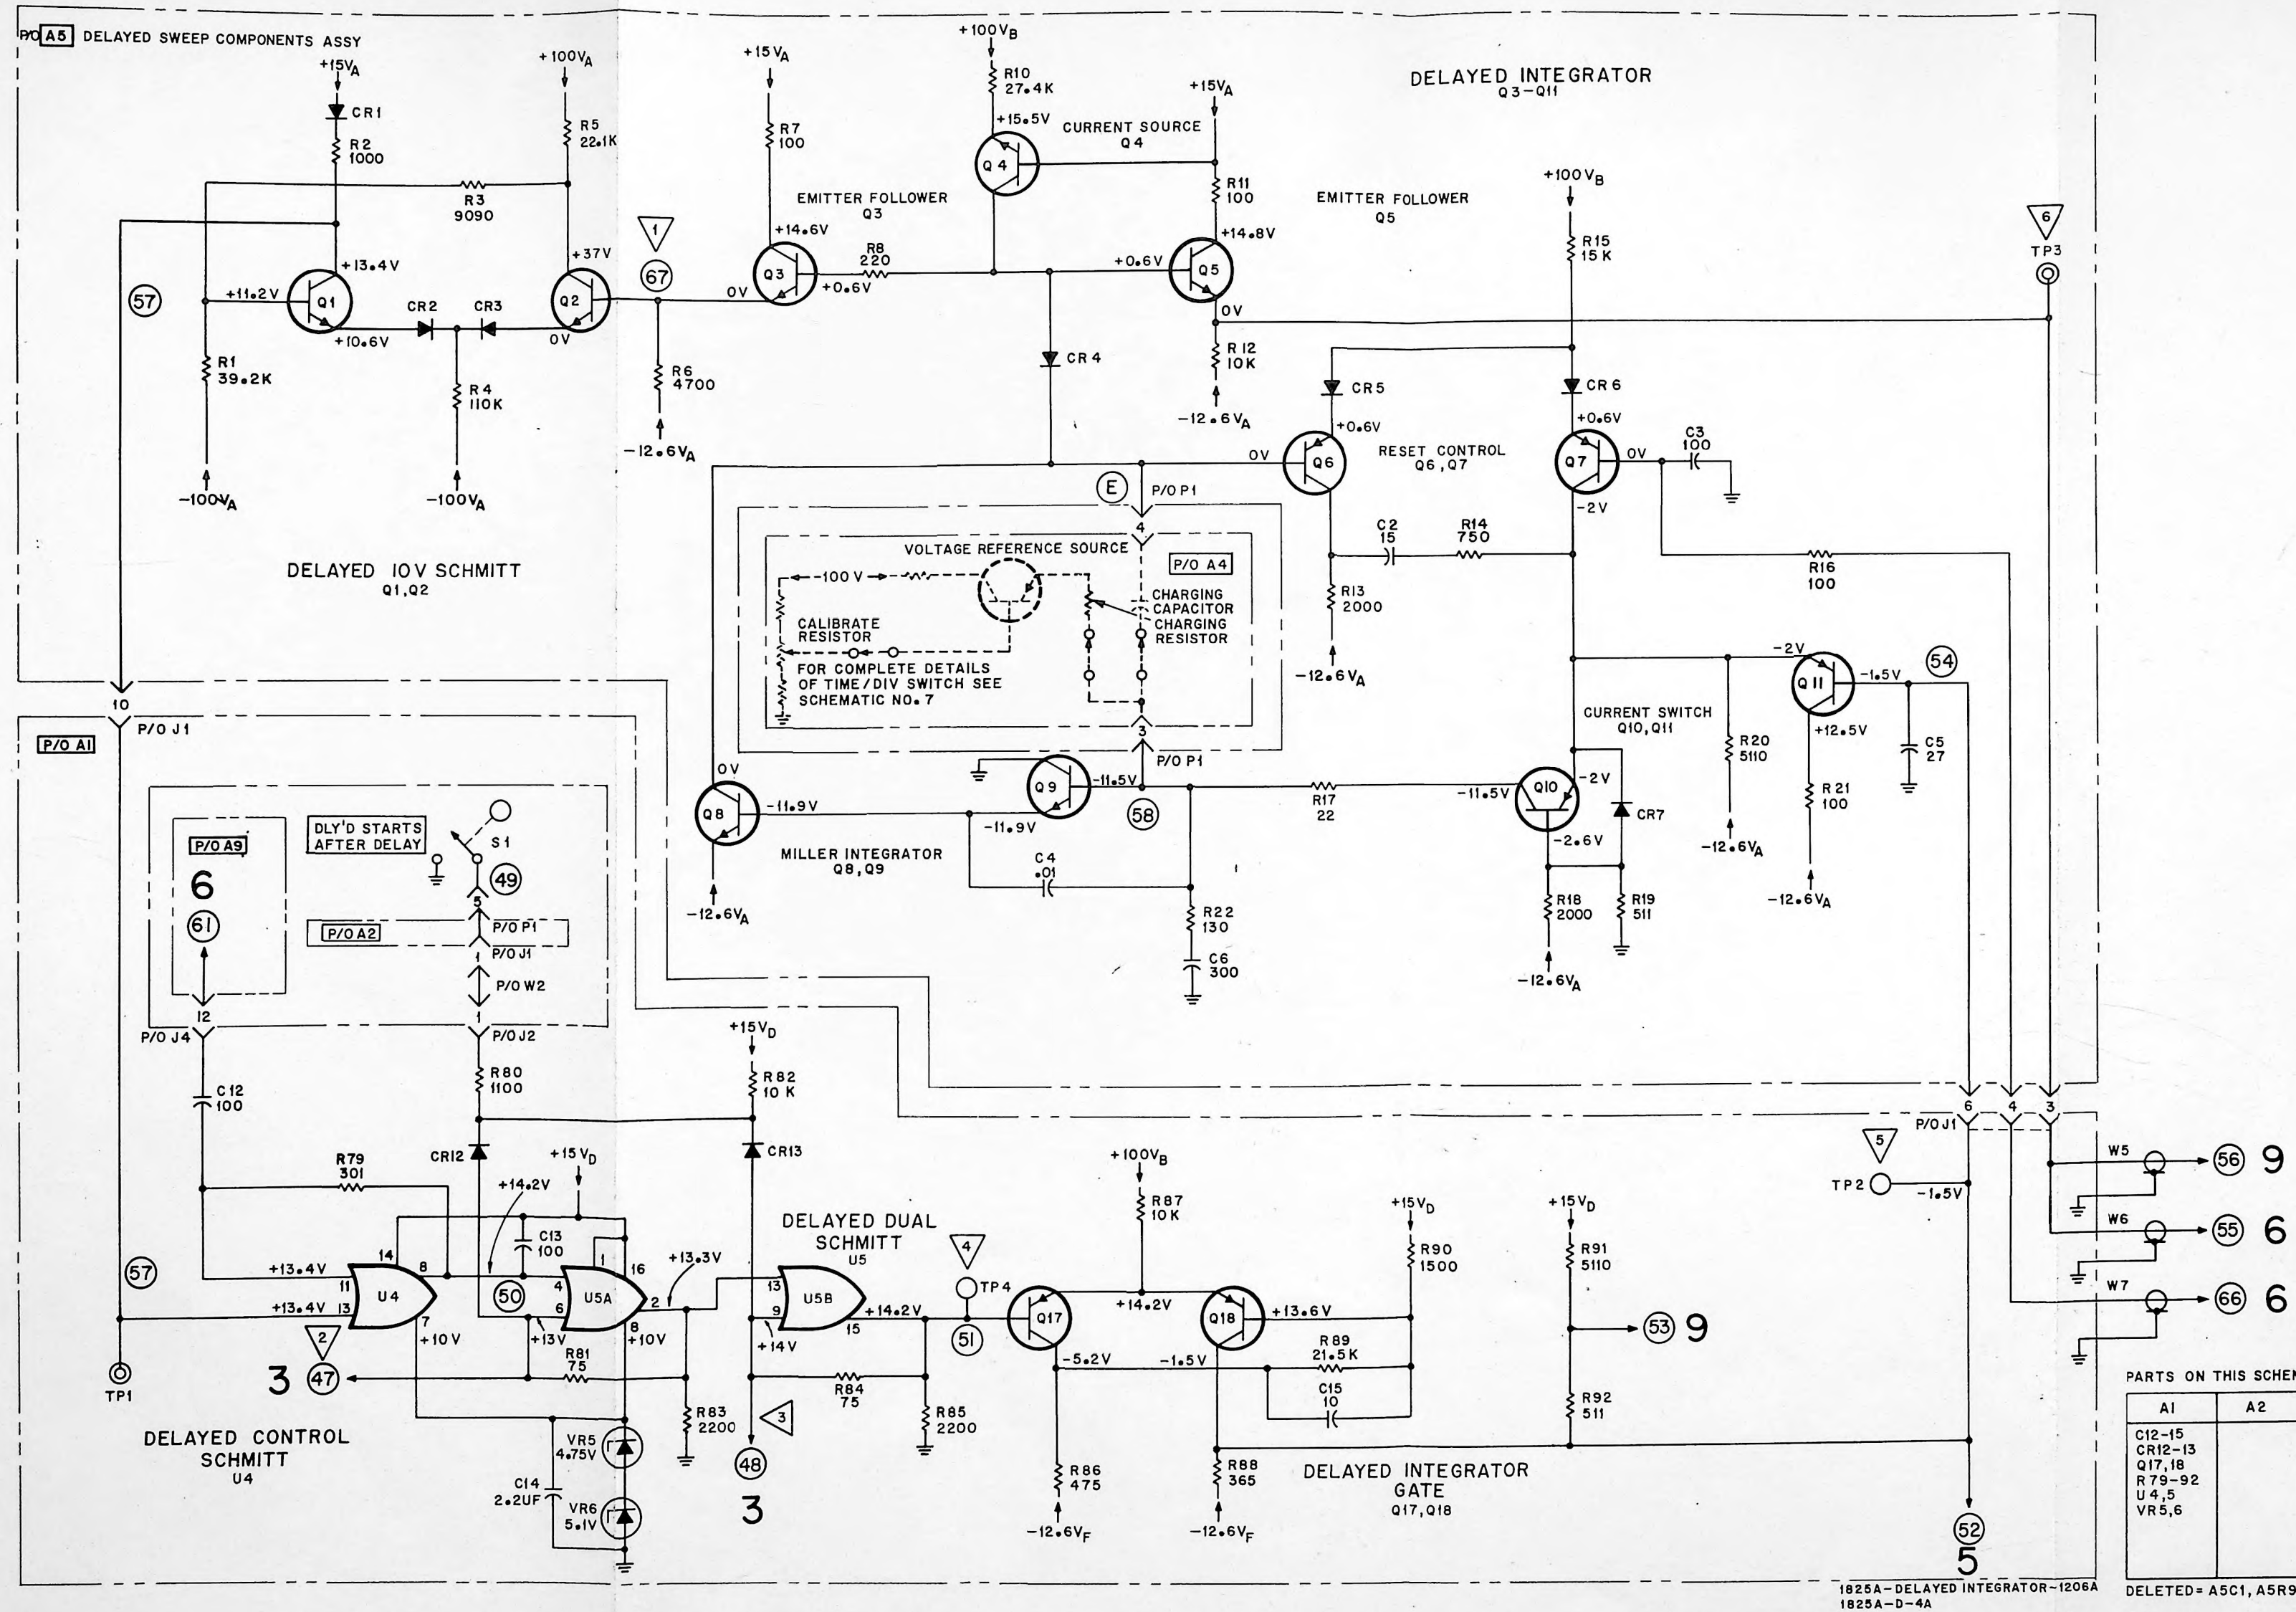 P/O A5 DELAYED SWEEP COMPONENTS ASSY
+15VA
CR1
R2
1000
+100VA
R5
22.1K
R3
9090
+15VA
R7
100
+100VB
R10
27.4K
+15.5V
Q4
CURRENT SOURCE
Q4
+15VA
R11
100
DELAYED INTEGRATOR
Q3-Q11
EMITTER FOLLOWER
Q3
EMITTER FOLLOWER
Q5
+100VB
R15
15K
6
TP3
57
+11.2V
Q1
+13.4V
+10.6V
CR2
CR3
+37V
Q2
0V
1
67
0V
+14.6V
Q3
+0.6V
R8
220
+0.6V
Q5
+14.8V
0V
R1
39.2K
-100VA
R4
110K
-100VA
R6
4700
-12.6VA
CR4
R12
10K
-12.6VA
CR5
CR6
+0.6V
+0.6V
0V
Q6
RESET CONTROL
Q6,Q7
Q7
0V
-2V
C3
100
DELAYED 10V SCHMITT
Q1,Q2
E
P/O P1
4
VOLTAGE REFERENCE SOURCE
P/O A4
-100V
CHARGING
CAPACITOR
CHARGING
RESISTOR
CALIBRATE
RESISTOR
FOR COMPLETE DETAILS
OF TIME/DIV SWITCH SEE
SCHEMATIC NO. 7
3
P/O P1
C2
15
R14
750
R13
2000
-12.6VA
R16
100
-2V
Q11
-1.5V
54
+12.5V
CURRENT SWITCH
Q10,Q11
R20
5110
-12.6VA
R21
100
-12.6VA
C5
27
10
P/O J1
P/O A1
0V
Q8
-11.9V
Q9
-11.5V
-11.9V
58
MILLER INTEGRATOR
Q8,Q9
-12.6VA
C4
.01
R17
22
-11.5V
Q10
-2V
-2.6V
CR7
R18
2000
R19
511
-12.6VA
R22
130
C6
300
P/O A9
6
61
12
P/O J4
DLY'D STARTS
AFTER DELAY
S1
49
5
P/O A2
P/O P1
P/O J1
1
P/O W2
1
P/O J2
C12
100
R80
1100
+15VD
R82
10K
CR12
CR13
R79
301
+14.2V
+15VD
C13
100
57
+13.4V
11
+13.4V
13
14
U4
8
7
+10V
50
4
6
+13V
1
16
U5A
2
8
+10V
+13.3V
DELAYED DUAL
SCHMITT
U5
13
9
+14V
U5B
15
+14.2V
4
TP4
51
2
3 47
R81
75
R83
2200
R84
75
R85
2200
3
48
3
TP1
DELAYED CONTROL
SCHMITT
U4
C14
2.2UF
VR5
4.75V
VR6
5.1V
+100VB
R87
10K
+14.2V
Q17
-5.2V
Q18
-1.5V
+13.6V
+15VD
R90
1500
R89
21.5K
C15
10
R86
475
-12.6VF
R88
365
-12.6VF
DELAYED INTEGRATOR
GATE
Q17,Q18
+15VD
R91
5110
53 9
R92
511
6 4 3
P/O J1
5
TP2
-1.5V
W5
56 9
W6
55 6
W7
66 6
52
5
PARTS ON THIS SCHEM
A1 A2
C12-15
CR12-13
Q17,18
R79-92
U4,5
VR5,6
1825A-DELAYED INTEGRATOR-1206A
1825A-D-4A
DELETED= A5C1, A5R9